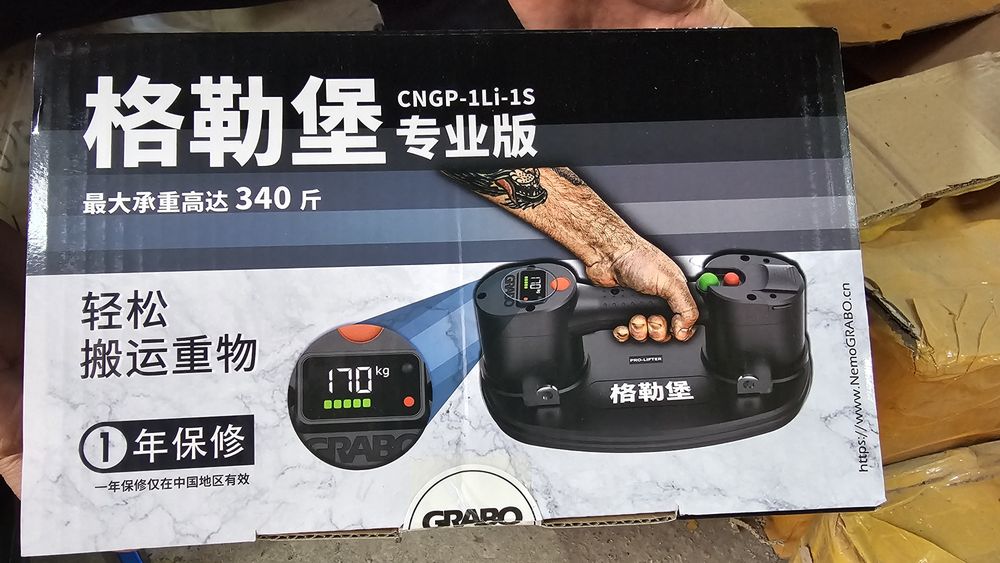 格勒堡
CNGP-1Li-1S
专业版
最大承重高达 340 斤
轻松
搬运重物
170 kg
GRABO
PRO-LIFTER
格勒堡
1年保修
一年保修仅在中国地区有效
GRABO
https://www.NemoGRABO.cn